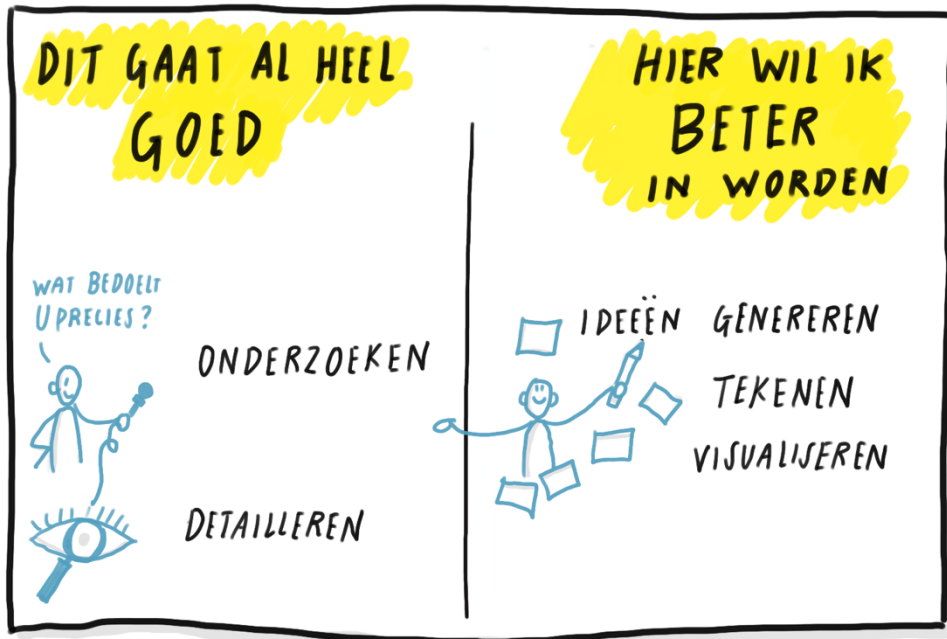 DIT GAAT AL HEEL
GOED
WAT BEDOELT
U PRECIES?
ONDERZOEKEN
DETAILLEREN
HIER WIL IK
BETER
IN WORDEN
IDEEËN GENEREREN
TEKENEN
VISUALISEREN